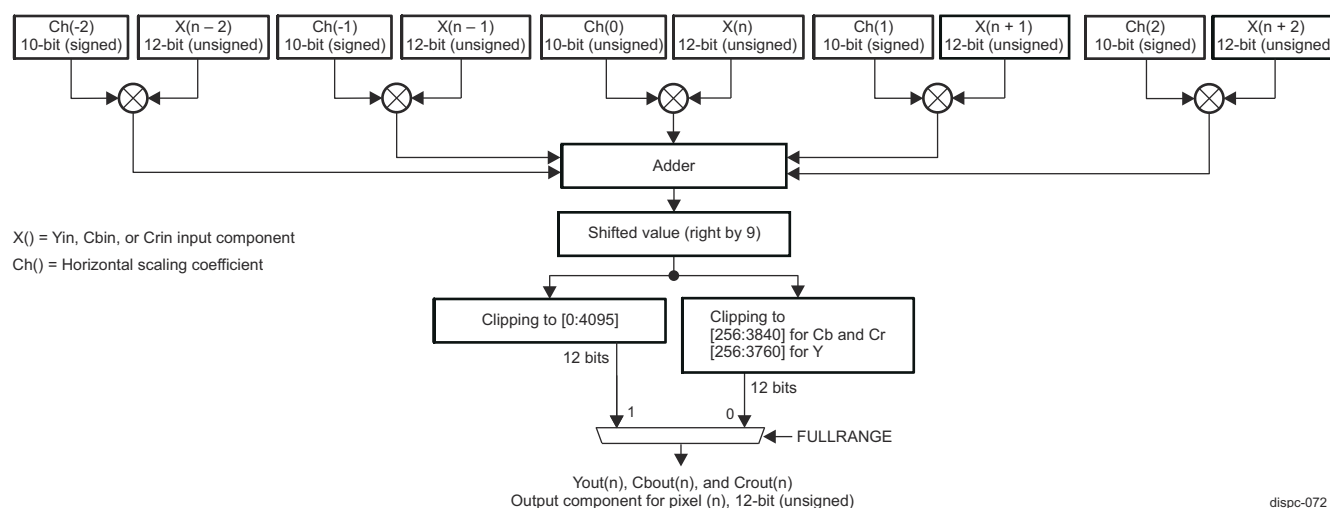 Ch(-2)
10-bit (signed)
X(n – 2)
12-bit (unsigned)
Ch(-1)
10-bit (signed)
X(n – 1)
12-bit (unsigned)
Ch(0)
10-bit (signed)
X(n)
12-bit (unsigned)
Ch(1)
10-bit (signed)
X(n + 1)
12-bit (unsigned)
Ch(2)
10-bit (signed)
X(n + 2)
12-bit (unsigned)
Adder
Shifted value (right by 9)
X() = Yin, Cbin, or Crin input component
Ch() = Horizontal scaling coefficient
Clipping to [0:4095]
Clipping to
[256:3840] for Cb and Cr
[256:3760] for Y
12 bits
12 bits
1
0
FULLRANGE
Yout(n), Cbout(n), and Crout(n)
Output component for pixel (n), 12-bit (unsigned)
dispc-072